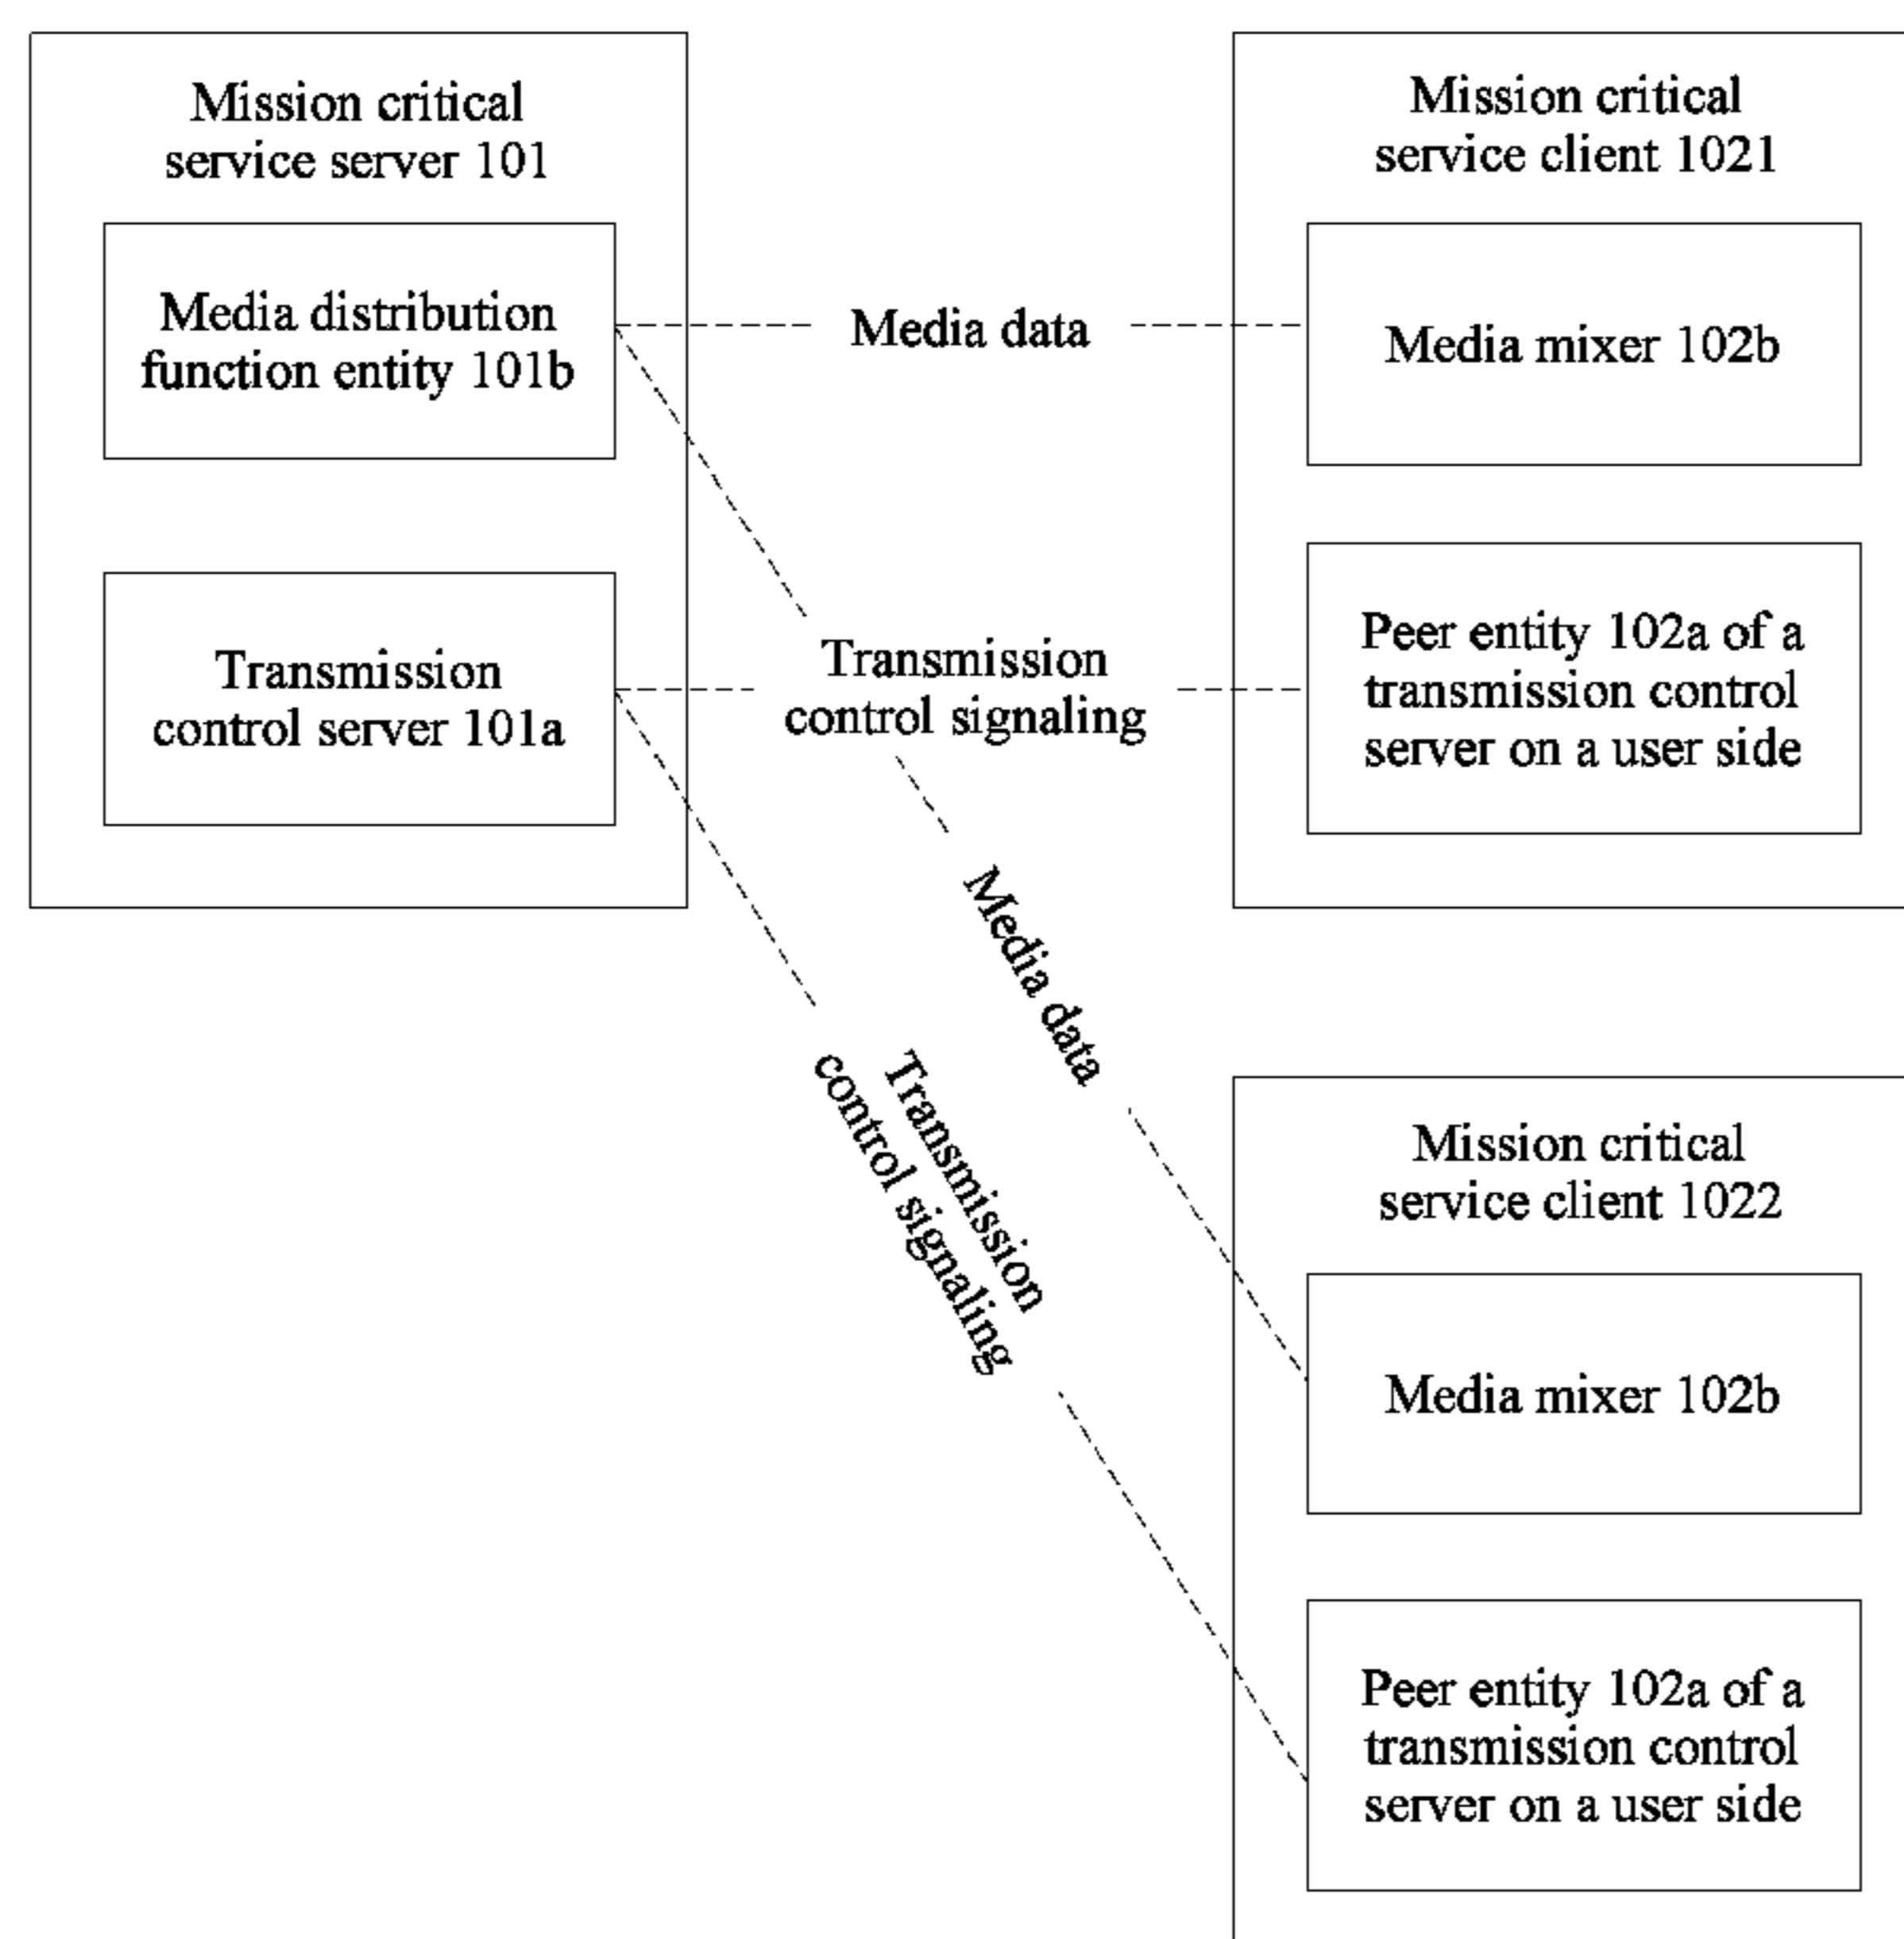 Mission critical
service server 101
Media distribution
function entity 101b
Transmission
control server 101a
Media data
Transmission
control signaling
Media data
Transmission
control signaling
Mission critical
service client 1021
Media mixer 102b
Peer entity 102a of a
transmission control
server on a user side
Mission critical
service client 1022
Media mixer 102b
Peer entity 102a of a
transmission control
server on a user side